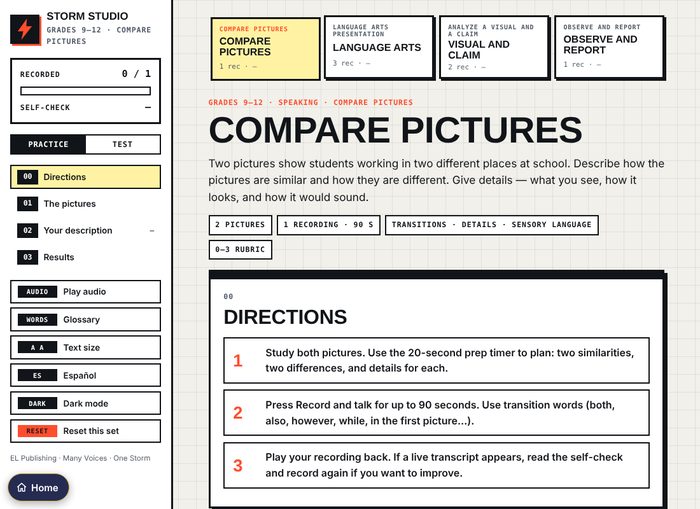 STORM STUDIO
GRADES 9–12 · COMPARE
PICTURES
RECORDED 0 / 1
SELF-CHECK –
PRACTICE TEST
00 Directions
01 The pictures
02 Your description –
03 Results
AUDIO Play audio
WORDS Glossary
A A Text size
ES Español
DARK Dark mode
RESET Reset this set
EL Publishing · Many Voices · One Storm
Home
COMPARE PICTURES
COMPARE
PICTURES
1 rec · –
LANGUAGE ARTS
PRESENTATION
LANGUAGE ARTS
3 rec · –
ANALYZE A VISUAL AND
A CLAIM
VISUAL AND
CLAIM
2 rec · –
OBSERVE AND REPORT
OBSERVE AND
REPORT
1 rec · –
GRADES 9–12 · SPEAKING · COMPARE PICTURES
COMPARE PICTURES
Two pictures show students working in two different places at school. Describe how the
pictures are similar and how they are different. Give details — what you see, how it
looks, and how it would sound.
2 PICTURES 1 RECORDING · 90 S TRANSITIONS · DETAILS · SENSORY LANGUAGE
0–3 RUBRIC
00
DIRECTIONS
1 Study both pictures. Use the 20-second prep timer to plan: two similarities,
two differences, and details for each.
2 Press Record and talk for up to 90 seconds. Use transition words (both,
also, however, while, in the first picture…).
3 Play your recording back. If a live transcript appears, read the self-check
and record again if you want to improve.